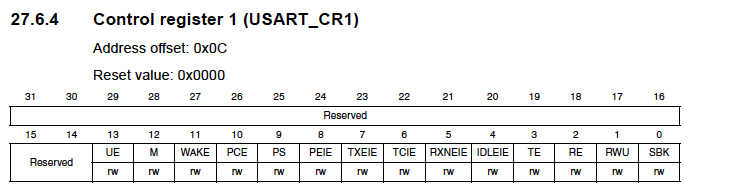 27.6.4 Control register 1 (USART_CR1)
Address offset: 0x0C
Reset value: 0x0000
31 30 29 28 27 26 25 24 23 22 21 20 19 18 17 16
Reserved
15 14 13 12 11 10 9 8 7 6 5 4 3 2 1 0
Reserved UE M WAKE PCE PS PEIE TXEIE TCIE RXNEIE IDLEIE TE RE RWU SBK
rw rw rw rw rw rw rw rw rw rw rw rw rw rw